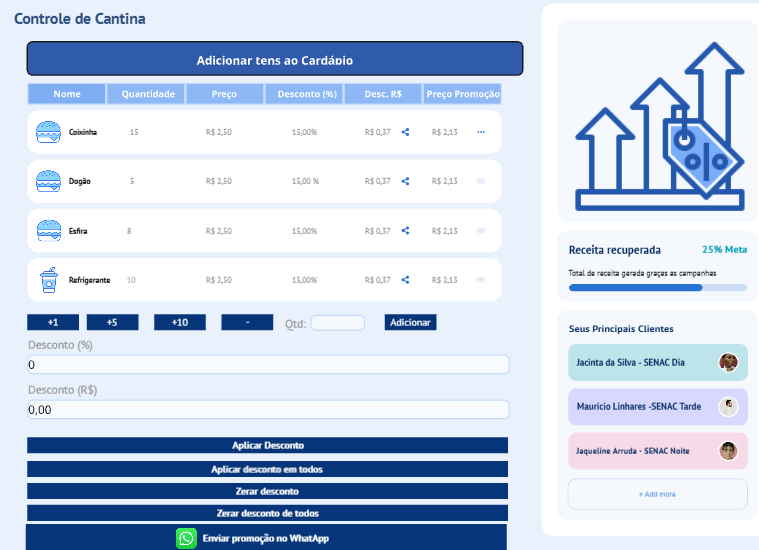 Controle de Cantina
Adicionar tens ao Cardápio
Nome Quantidade Preço Desconto (%) Desc. R$ Preço Promoção
Coixinha 15 R$ 2,50 15,00% R$ 0,37 R$ 2,13 ...
Dogão 5 R$ 2,50 15,00 % R$ 0,37 R$ 2,13
Esfira 8 R$ 2,50 15,00% R$ 0,37 R$ 2,13
Refrigerante 10 R$ 2,50 15,00% R$ 0,37 R$ 2,13
+1 +5 +10 - Qtd: Adicionar
Desconto (%)
0
Desconto (R$)
0,00
Aplicar Desconto
Aplicar desconto em todos
Zerar desconto
Zerar desconto de todos
Enviar promoção no WhatApp
%
Receita recuperada 25% Meta
Total de receita gerada graças as campanhas
Seus Principais Clientes
Jacinta da Silva - SENAC Dia
Mauricio Linhares -SENAC Tarde
Jaqueline Arruda - SENAC Noite
+ Add more